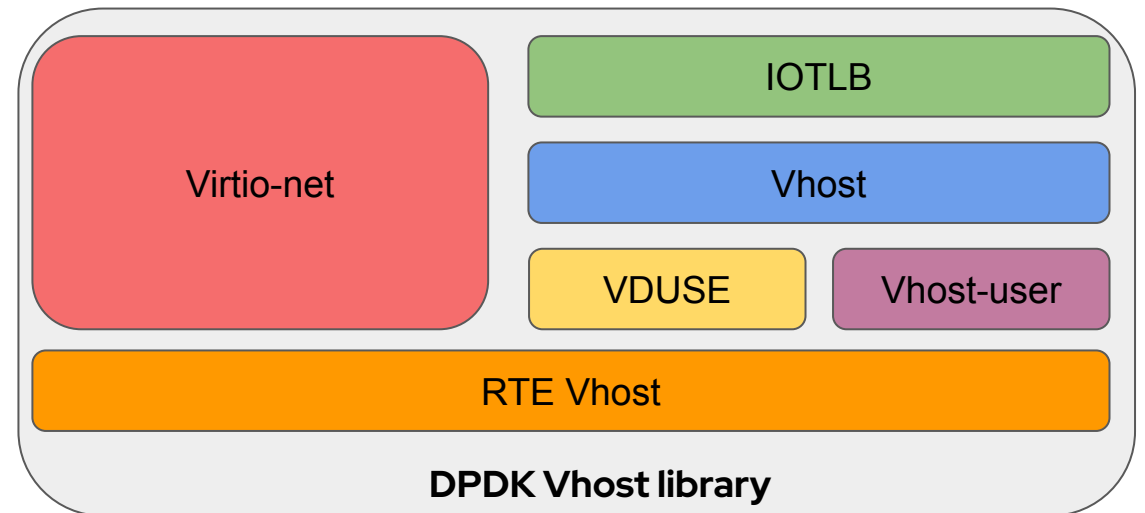 IOTLB
Virtio-net
Vhost
VDUSE
Vhost-user
RTE Vhost
DPDK Vhost library